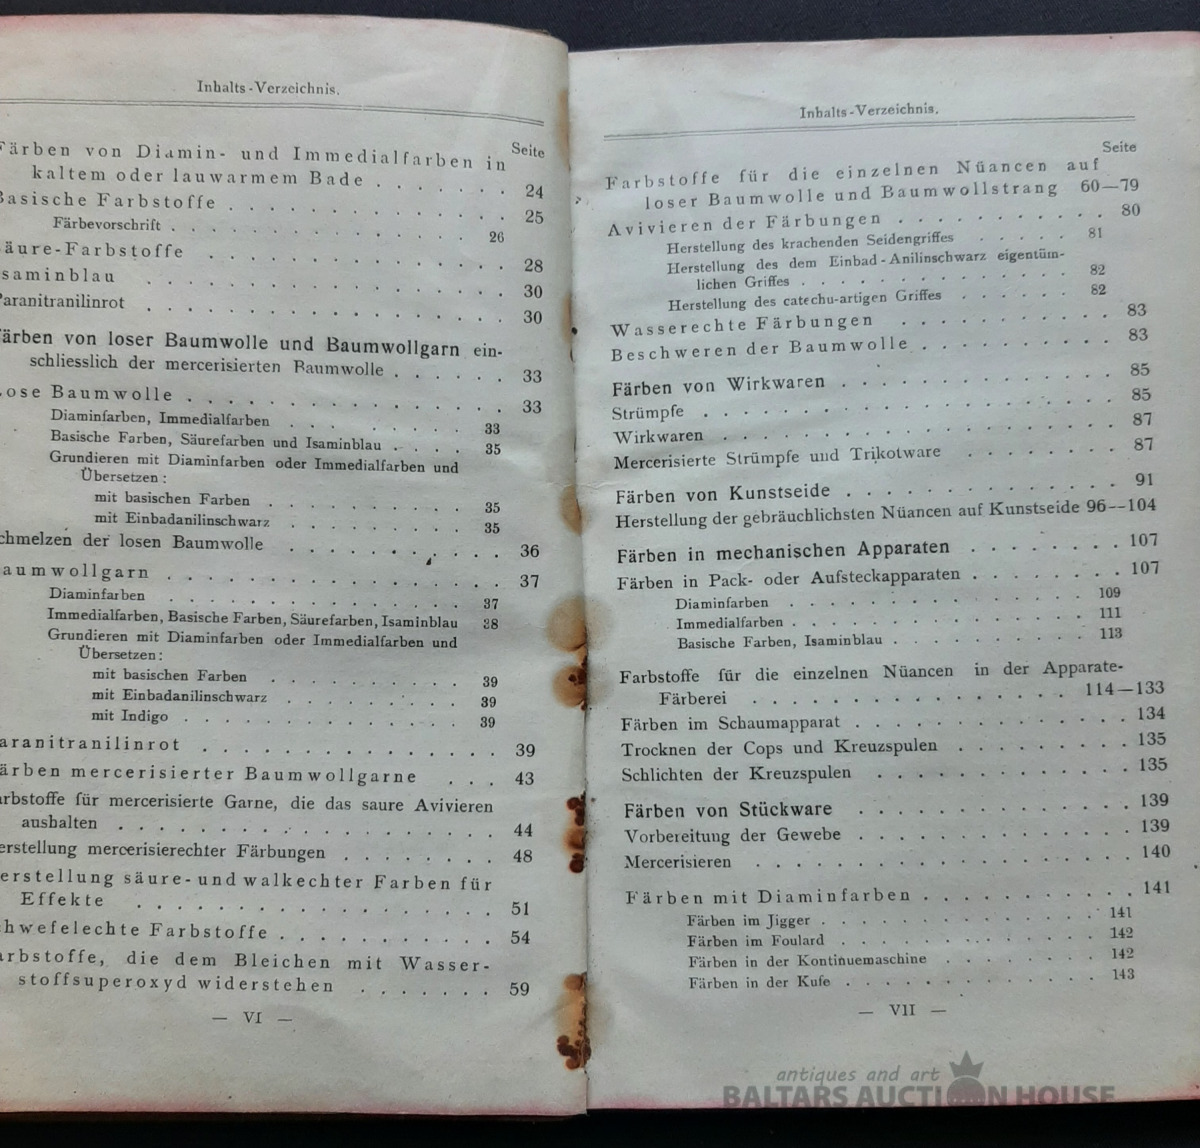 Inhalts-Verzeichnis.
Seite
Färben von Diamin- und Immedialfarben in
kaltem oder lauwarmem Bade . . . . . . . 24
Basische Farbstoffe . . . . . . . . . . . 25
Färbevorschrift . . . . . . . . . . . 26
äure-Farbstoffe . . . . . . . . . . . . 28
saminblau . . . . . . . . . . . . . . 30
Paranitranilinrot . . . . . . . . . . . . . 30
ärben von loser Baumwolle und Baumwollgarn ein-
schliesslich der mercerisierten Baumwolle . . . . . . 33
ose Baumwolle . . . . . . . . . . . . . 33
Diaminfarben, Immedialfarben . . . . . . . 33
Basische Farben, Säurefarben und Isaminblau . . . . 35
Grundieren mit Diaminfarben oder Immedialfarben und
Übersetzen:
mit basischen Farben . . . . . . . . 35
mit Einbadanilinschwarz . . . . . . . 35
chmelzen der losen Baumwolle . . . . . . . . . 36
aumwollgarn . . . . . . . . . . . . . . 37
Diaminfarben . . . . . . . . . . . . 37
Immedialfarben, Basische Farben, Säurefarben, Isaminblau 38
Grundieren mit Diaminfarben oder Immedialfarben und
Übersetzen:
mit basischen Farben . . . . . . . . 39
mit Einbadanilinschwarz . . . . . . . 39
mit Indigo . . . . . . . . . . . 39
aranitranilinrot . . . . . . . . . . . . . 39
ärben mercerisierter Baumwollgarne . . . 43
arbstoffe für mercerisierte Garne, die das saure Avivieren
aushalten . . . . . . . . . . . . . . . 44
erstellung mercerisierechter Färbungen . . . . . . . 48
erstellung säure- und walkechter Farben für
Effekte . . . . . . . . . . . . . . . 51
hwefelechte Farbstoffe . . . . . . . . . . 54
arbstoffe, die dem Bleichen mit Wasser-
stoffsuperoxyd widerstehen . . . . . . . 59
— VI —
Inhalts-Verzeichnis.
Seite
Farbstoffe für die einzelnen Nüancen auf
loser Baumwolle und Baumwollstrang 60—79
Avivieren der Färbungen . . . . . . . . . . 80
Herstellung des krachenden Seidengriffes . . . . . 81
Herstellung des dem Einbad-Anilinschwarz eigentüm-
lichen Griffes . . . . . . . . . . . 82
Herstellung des catechu-artigen Griffes . . . . . . 82
Wasserechte Färbungen . . . . . . . . . . 83
Beschweren der Baumwolle . . . . . . . . . 83
Färben von Wirkwaren . . . . . . . . . . . . 85
Strümpfe . . . . . . . . . . . . . . . . . 85
Wirkwaren . . . . . . . . . . . . . . . . 87
Mercerisierte Strümpfe und Trikotware . . . . . . . 87
Färben von Kunstseide . . . . . . . . . . . . 91
Herstellung der gebräuchlichsten Nüancen auf Kunstseide 96—104
Färben in mechanischen Apparaten . . . . . . . 107
Färben in Pack- oder Aufsteckapparaten . . . . . . . 107
Diaminfarben . . . . . . . . . . . . 109
Immedialfarben . . . . . . . . . . . . 111
Basische Farben, Isaminblau . . . . . . . . 113
Farbstoffe für die einzelnen Nüancen in der Apparate-
Färberei . . . . . . . . . . . . . 114—133
Färben im Schaumapparat . . . . . . . . . . . . 134
Trocknen der Cops und Kreuzspulen . . . . . . . . 135
Schlichten der Kreuzspulen . . . . . . . . . . . 135
Färben von Stückware . . . . . . . . . . . . 139
Vorbereitung der Gewebe . . . . . . . . . . . . 139
Mercerisieren . . . . . . . . . . . . . . . . 140
Färben mit Diaminfarben . . . . . . . . . . 141
Färben im Jigger . . . . . . . . . . . 141
Färben im Foulard . . . . . . . . . . . 142
Färben in der Kontinuemaschine . . . . . . . 142
Färben in der Kufe . . . . . . . . . . 143
— VII —
antiques and art
BALTARS AUCTION HOUSE